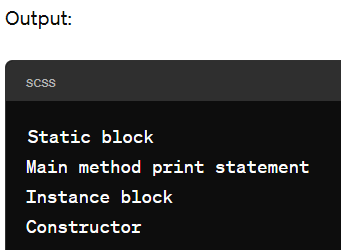 Output:
scss
Static block
Main method print statement
Instance block
Constructor